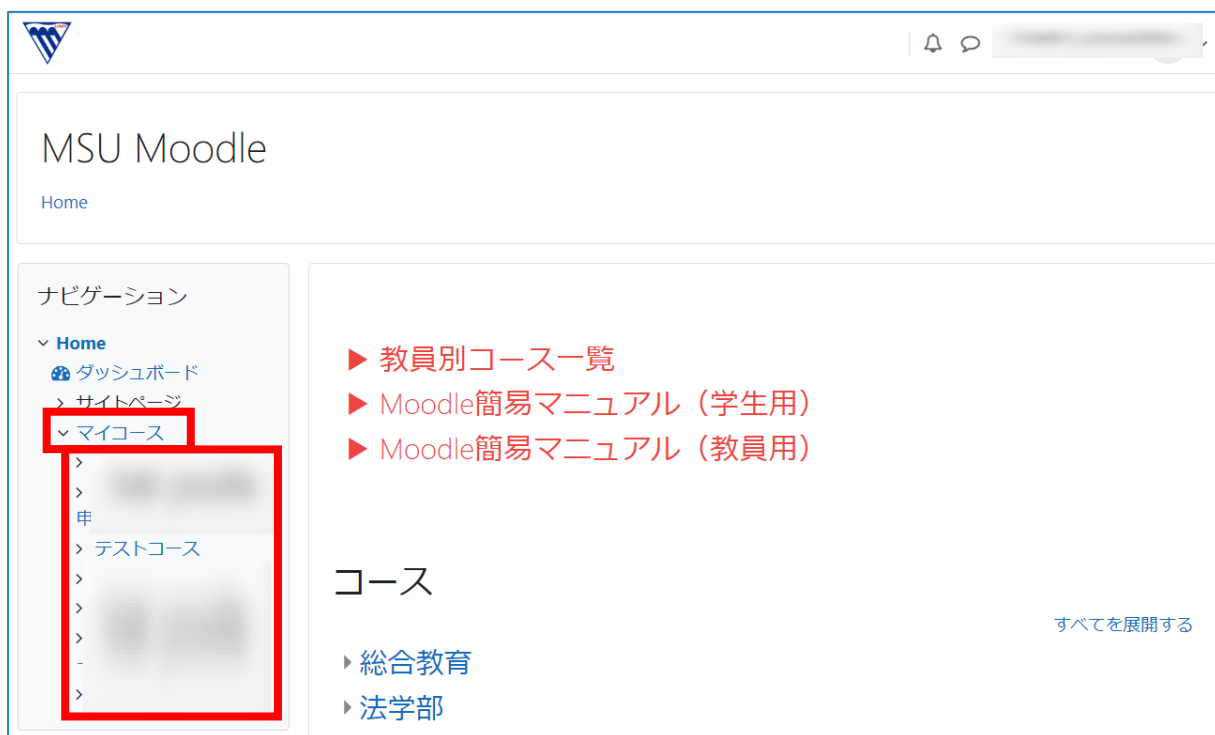 MSU Moodle
Home
ナビゲーション
Home
ダッシュボード
サイトページ
マイコース
申
テストコース
▶ 教員別コース一覧
▶ Moodle簡易マニュアル（学生用）
▶ Moodle簡易マニュアル（教員用）
コース
すべてを展開する
総合教育
法学部